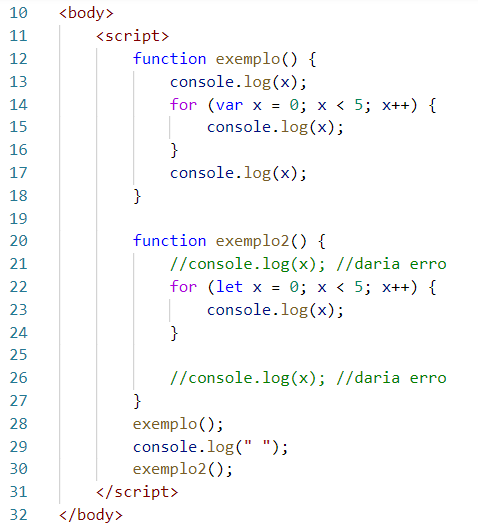 10 <body>
11 <script>
12 function exemplo() {
13 console.log(x);
14 for (var x = 0; x < 5; x++) {
15 console.log(x);
16 }
17 console.log(x);
18 }
19
20 function exemplo2() {
21 //console.log(x); //daria erro
22 for (let x = 0; x < 5; x++) {
23 console.log(x);
24 }
25
26 //console.log(x); //daria erro
27 }
28 exemplo();
29 console.log(" ");
30 exemplo2();
31 </script>
32 </body>